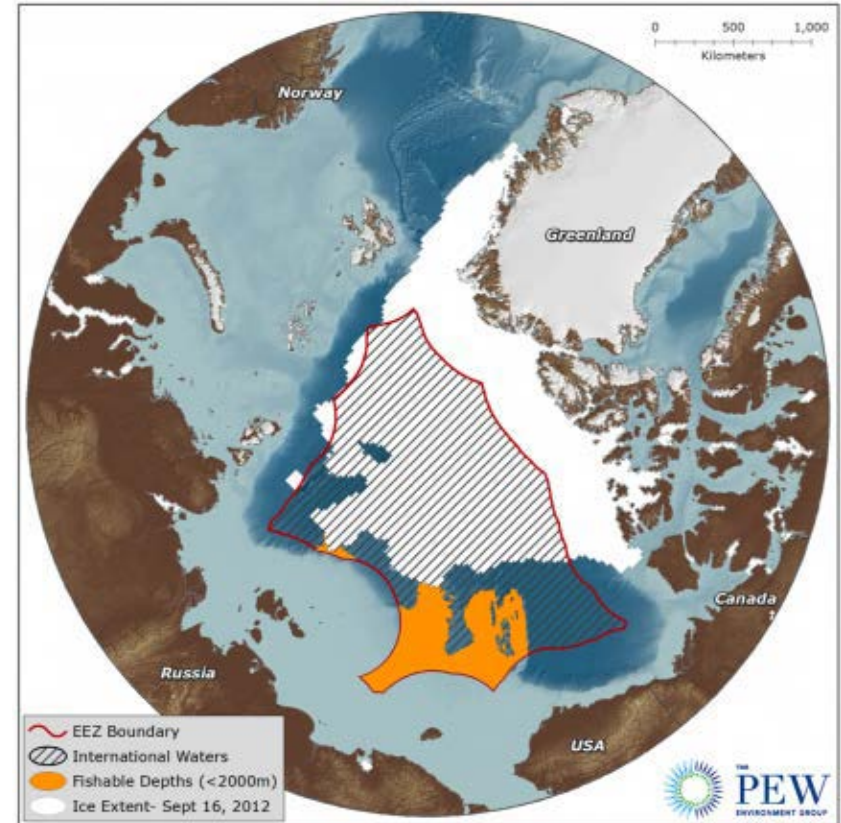 0 500 1,000
Kilometers
Norway
Greenland
Canada
Russia
USA
EEZ Boundary
International Waters
Fishable Depths (<2000m)
Ice Extent- Sept 16, 2012
THE
PEW
ENVIRONMENT GROUP